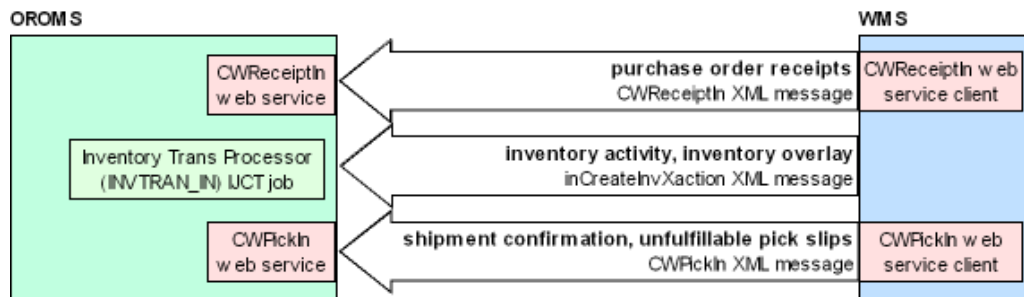 OROMS
WMS
CWReceiptIn
web service
purchase order receipts
CWReceiptIn XML message
CWReceiptIn web
service client
Inventory Trans Processor
(INVTRAN_IN) IJCT job
inventory activity, inventory overlay
inCreateInvXaction XML message
CWPickIn
web service
shipment confirmation, unfulfillable pick slips
CWPickIn XML message
CWPickIn web
service client